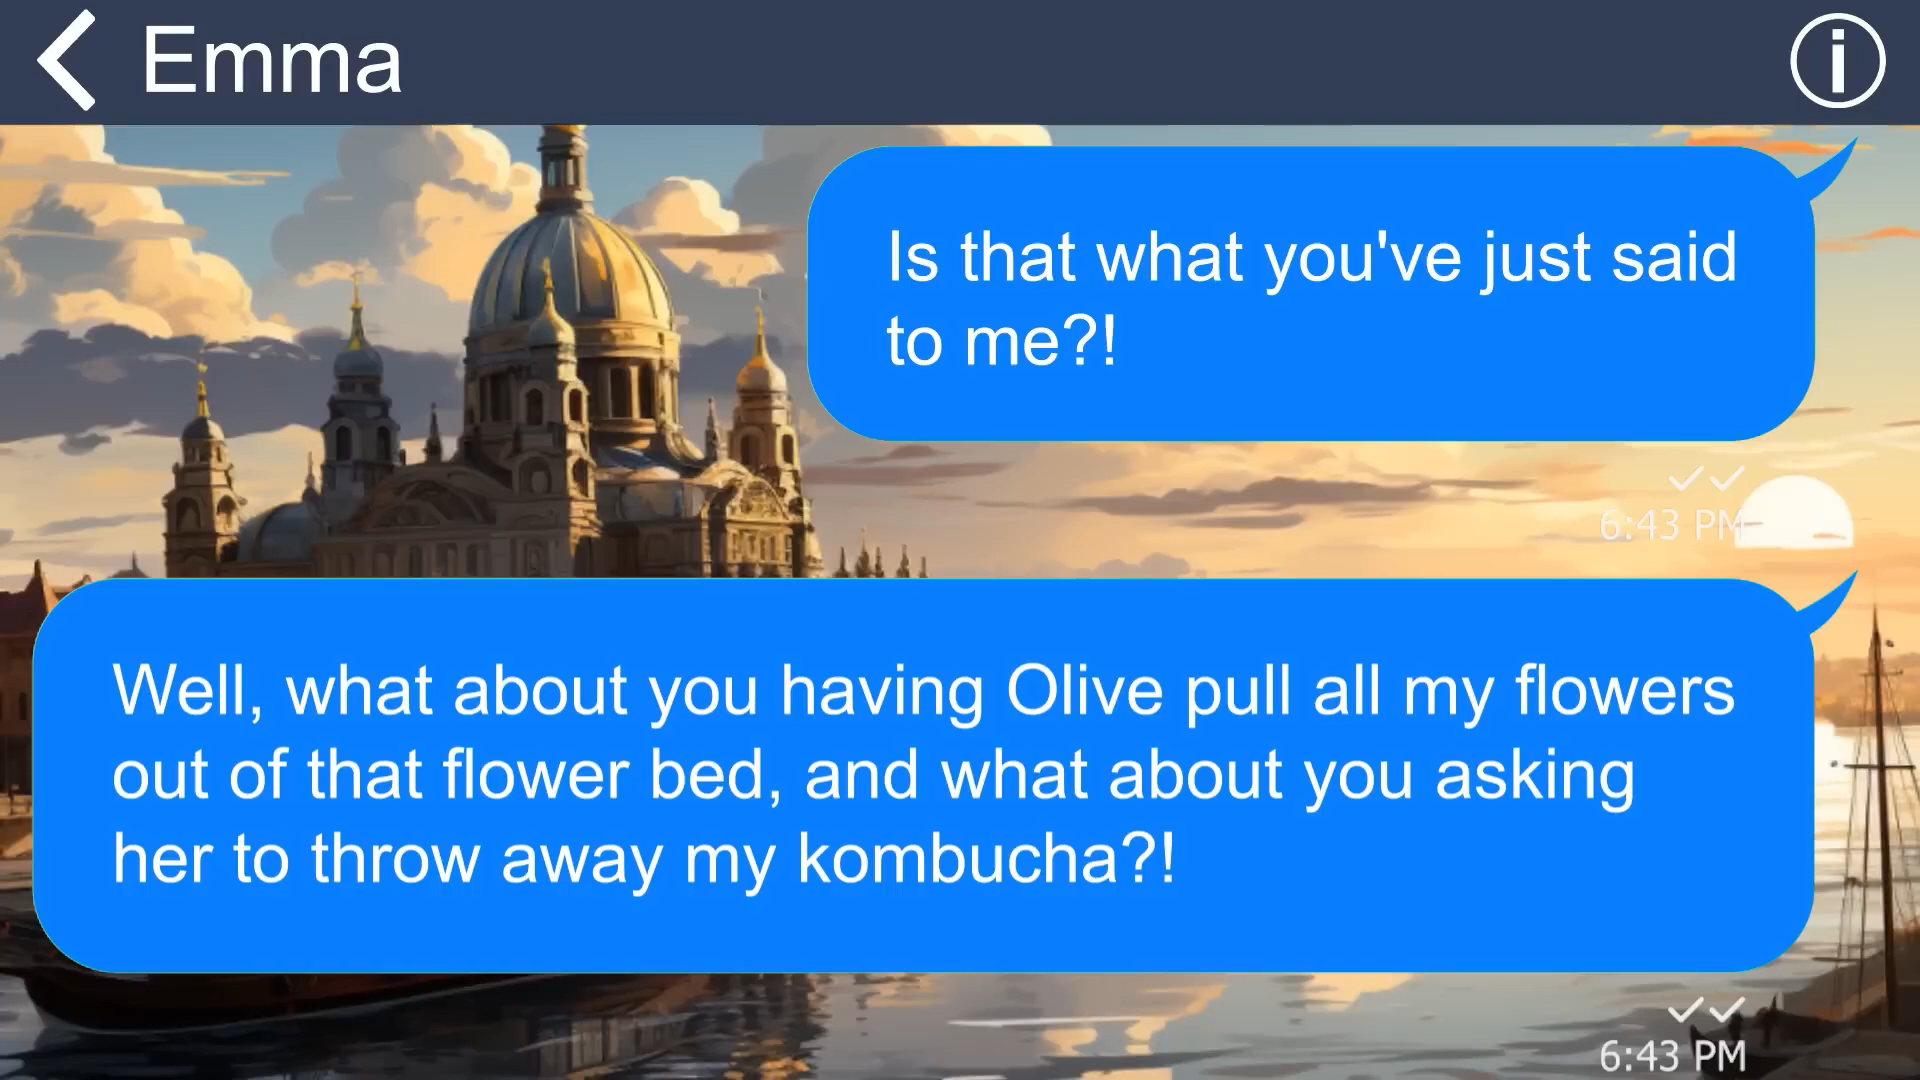 Emma
Is that what you've just said
to me?!
6:43 PM
Well, what about you having Olive pull all my flowers
out of that flower bed, and what about you asking
her to throw away my kombucha?!
6:43 PM